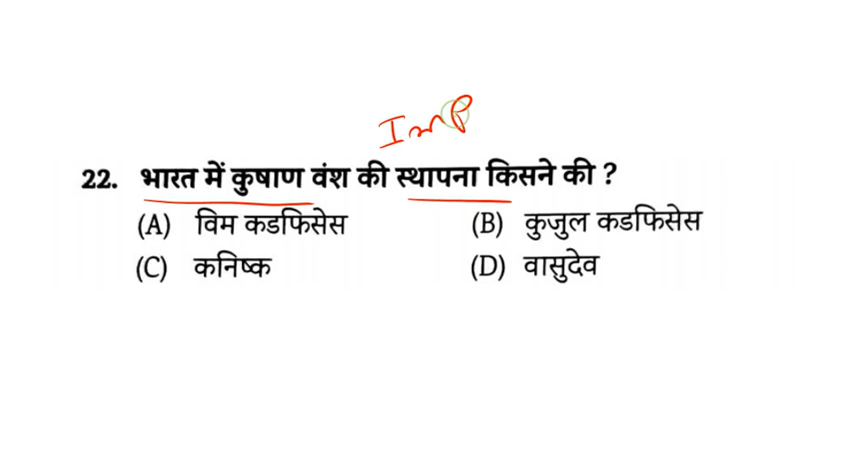 Imp
22. भारत में कुषाण वंश की स्थापना किसने की ?
(A) विम कडफिसेस (B) कुजुल कडफिसेस
(C) कनिष्क (D) वासुदेव